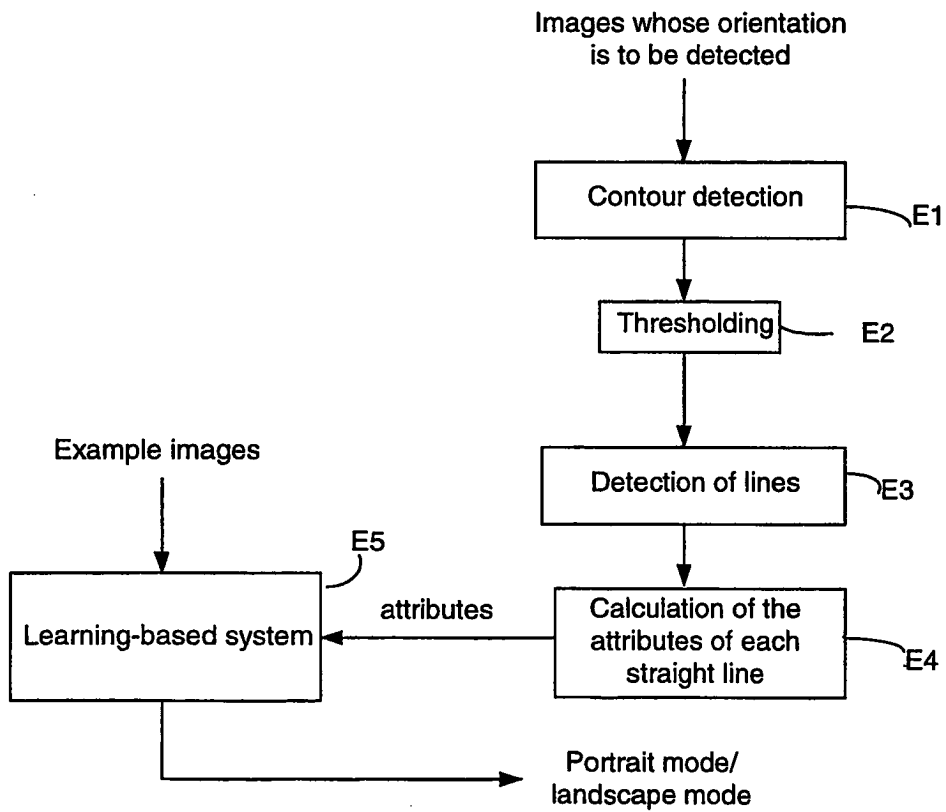 Images whose orientation
is to be detected
Contour detection
E1
Thresholding
E2
Example images
Detection of lines
E3
E5
Learning-based system
attributes
Calculation of the
attributes of each
straight line
E4
Portrait mode/
landscape mode